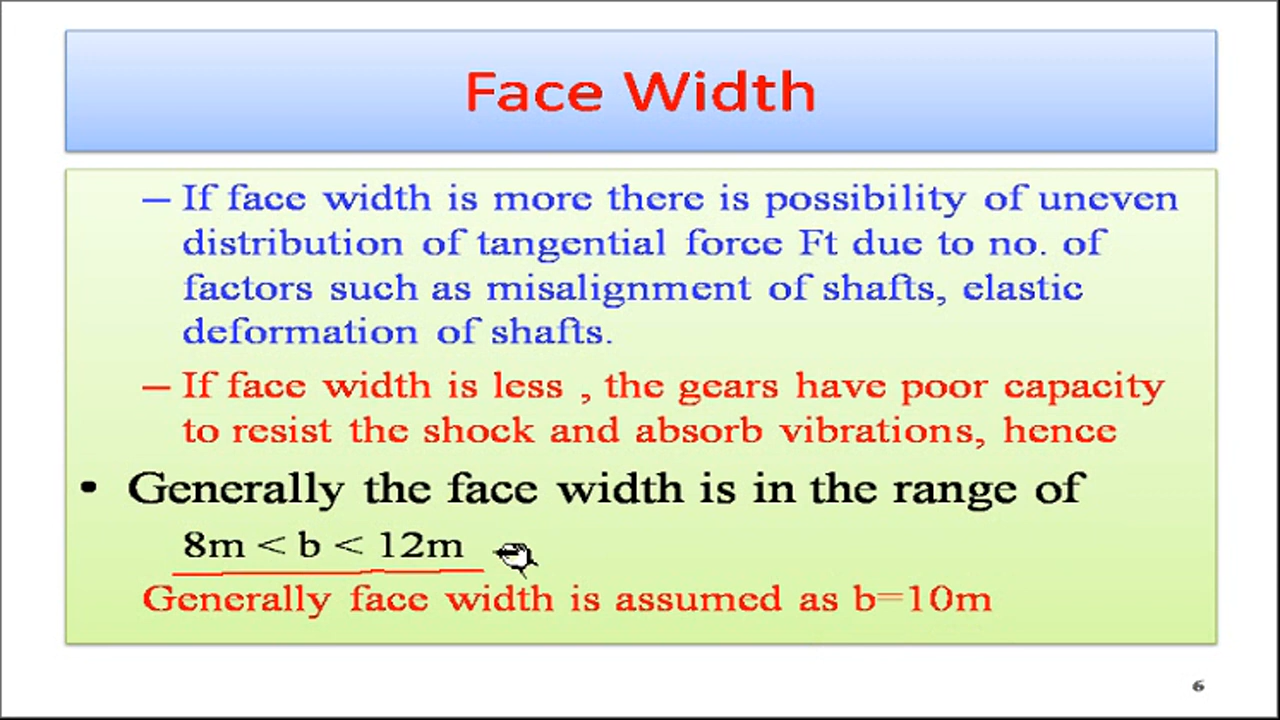 Face Width
– If face width is more there is possibility of uneven
distribution of tangential force Ft due to no. of
factors such as misalignment of shafts, elastic
deformation of shafts.
– If face width is less , the gears have poor capacity
to resist the shock and absorb vibrations, hence
• Generally the face width is in the range of
8m < b < 12m
Generally face width is assumed as b=10m
6